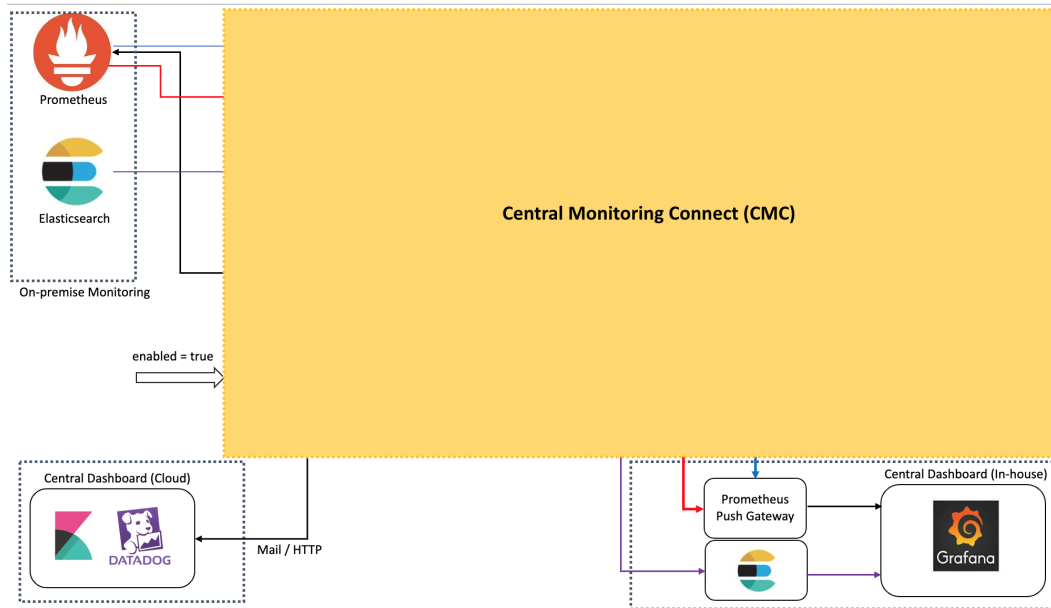 Prometheus
Elasticsearch
On-premise Monitoring
Central Monitoring Connect (CMC)
enabled = true
Central Dashboard (Cloud)
DATADOG
Mail / HTTP
Prometheus
Push Gateway
Central Dashboard (In-house)
Grafana